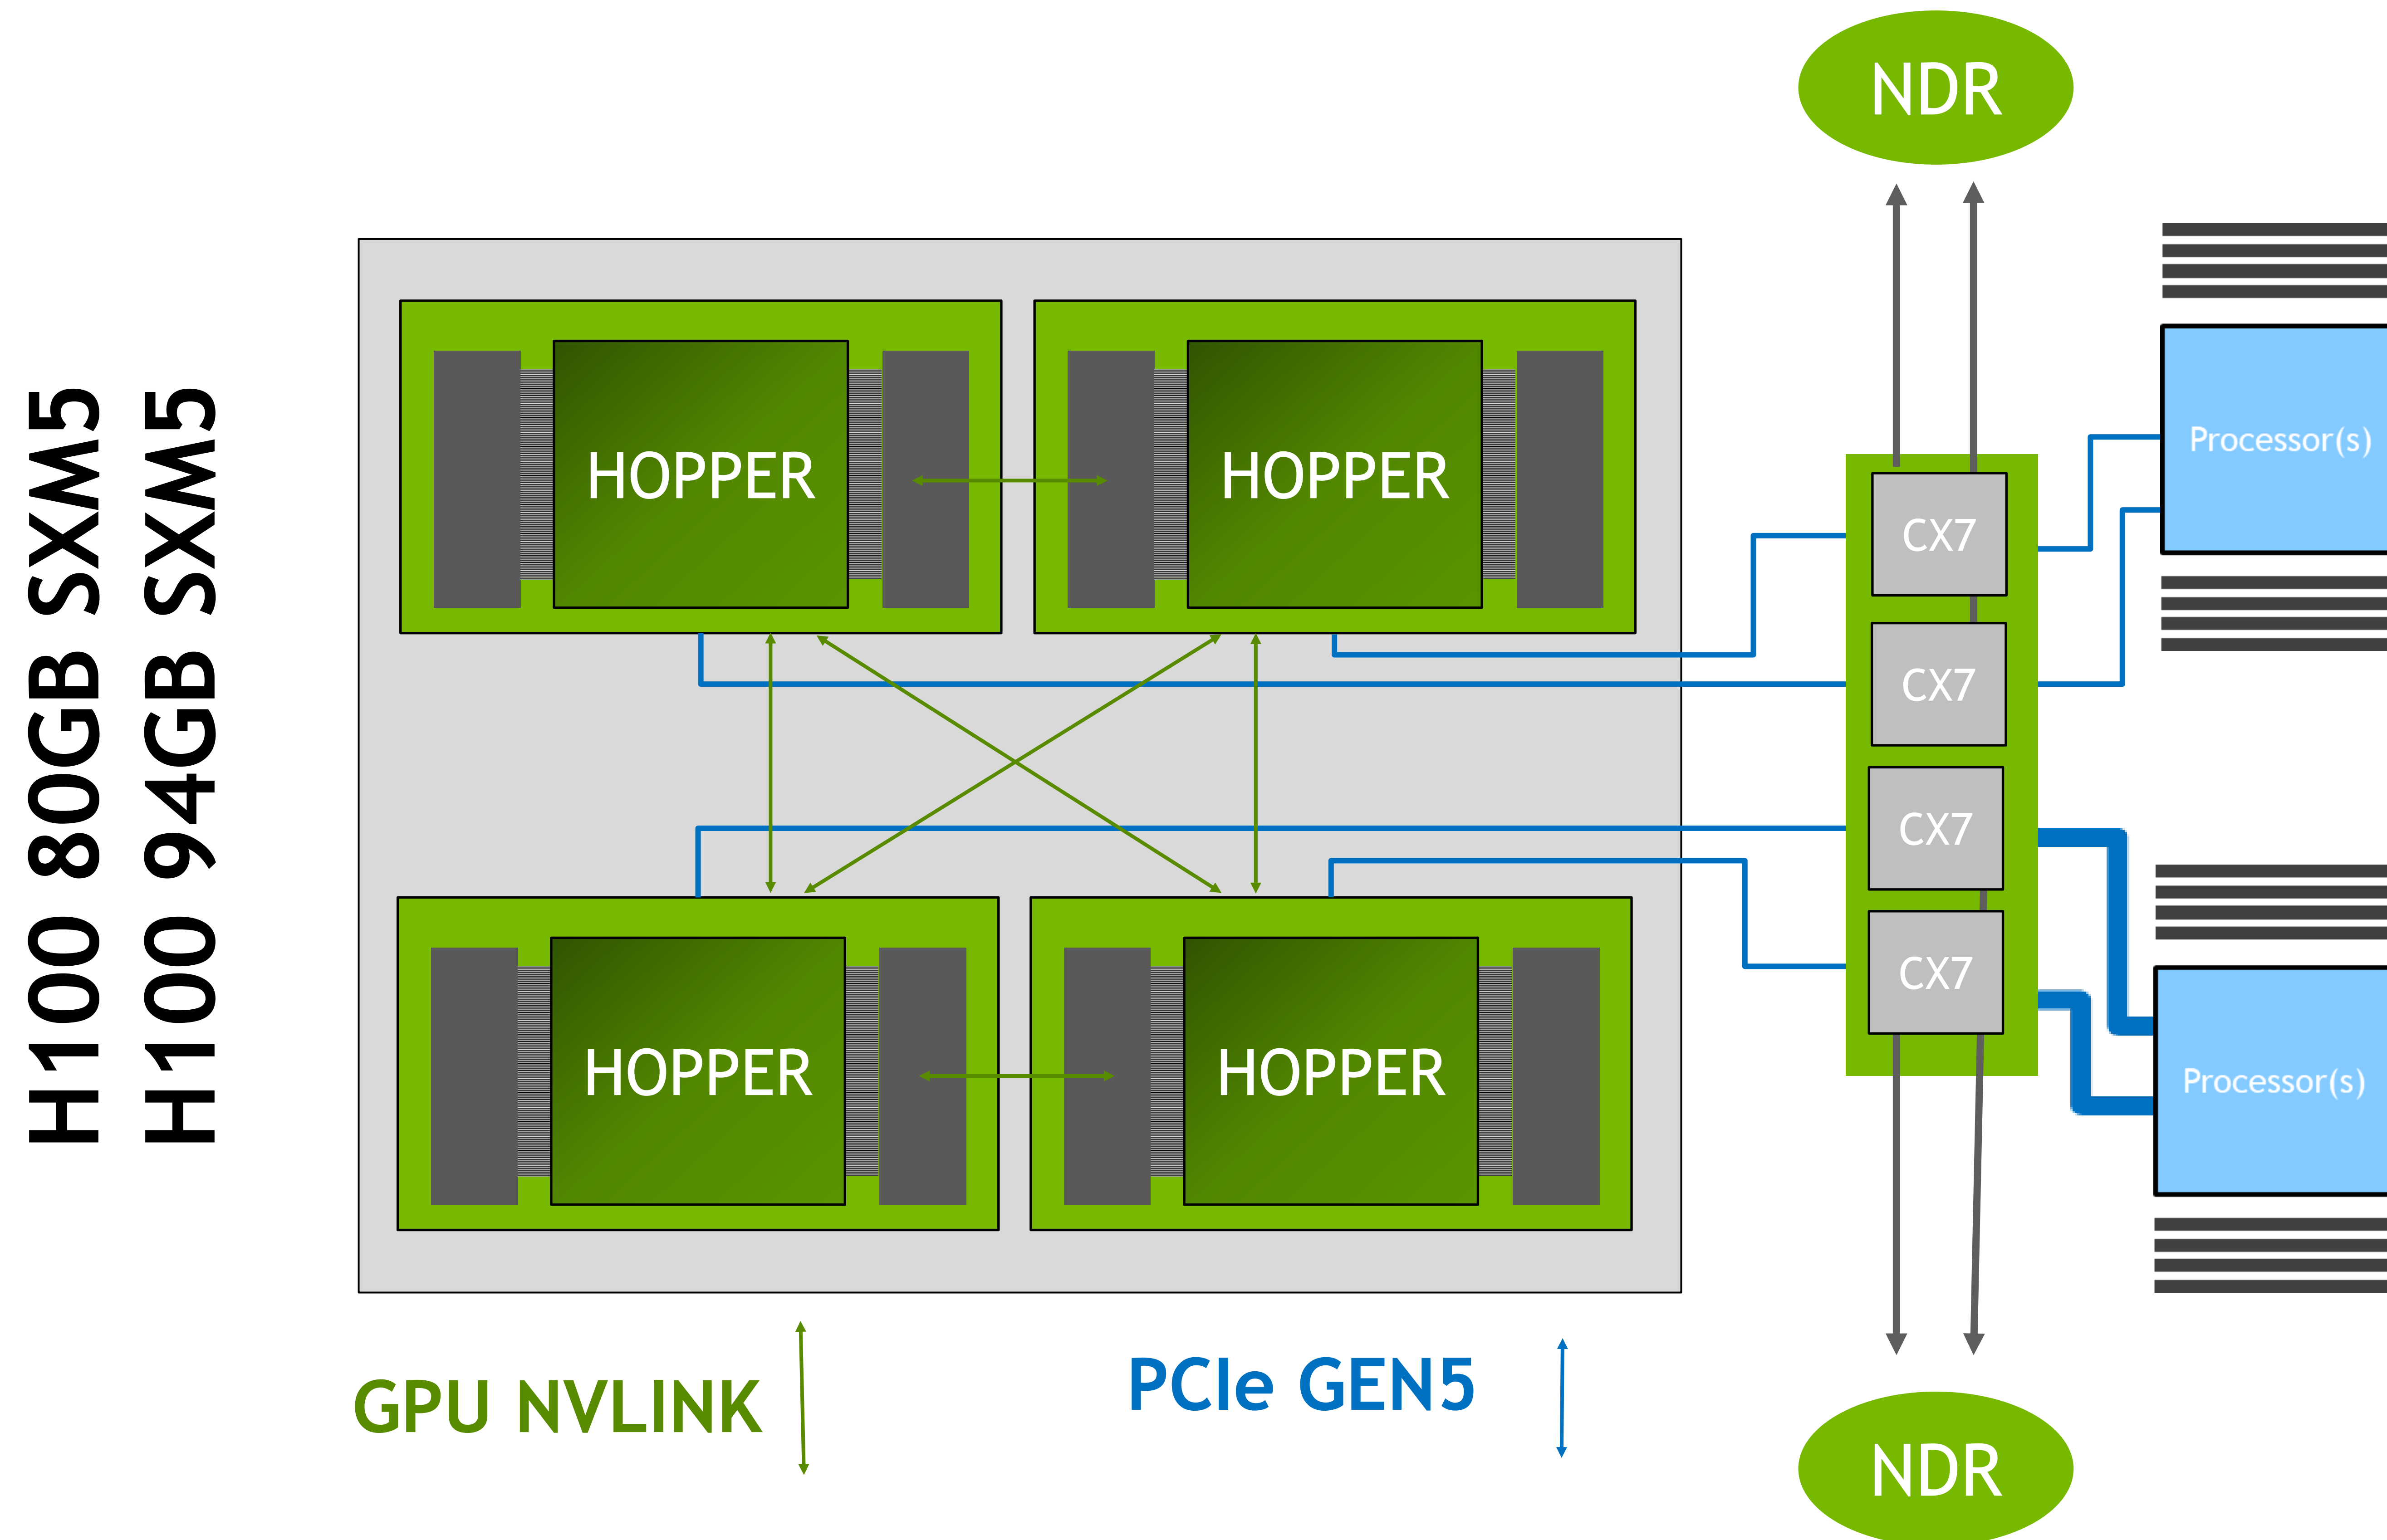 NDR
H100 80GB SXM5
H100 94GB SXM5
HOPPER
HOPPER
CX7
Processor(s)
CX7
CX7
CX7
HOPPER
HOPPER
Processor(s)
GPU NVLINK
PCIe GEN5
NDR